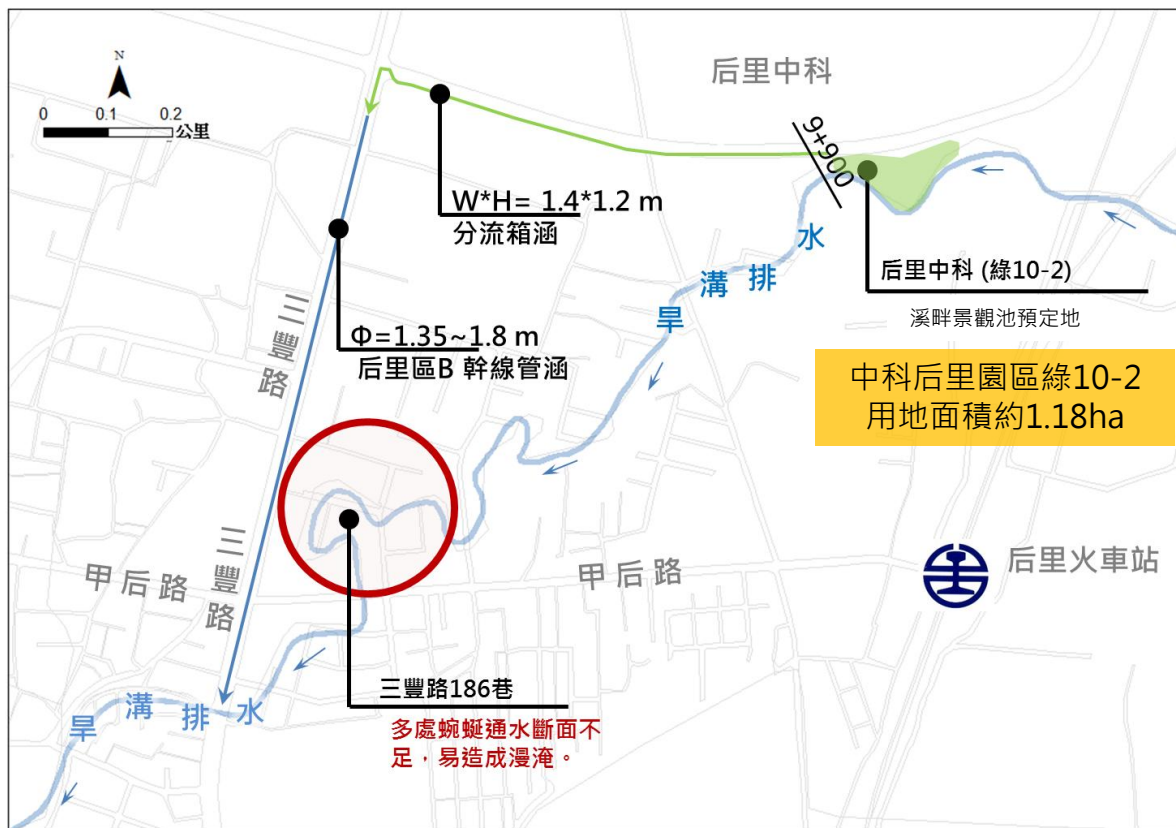 N
0 0.1 0.2
公里
后里中科
9+900
W*H= 1.4*1.2 m
分流箱涵
旱溝排水
后里中科 (綠10-2)
溪畔景觀池預定地
三豐路
Φ=1.35~1.8 m
后里區B 幹線管涵
中科后里園區綠10-2
用地面積約1.18ha
三豐路
甲后路
甲后路
后里火車站
三豐路186巷
多處蜿蜒通水斷面不
足，易造成漫淹。
旱溝排水